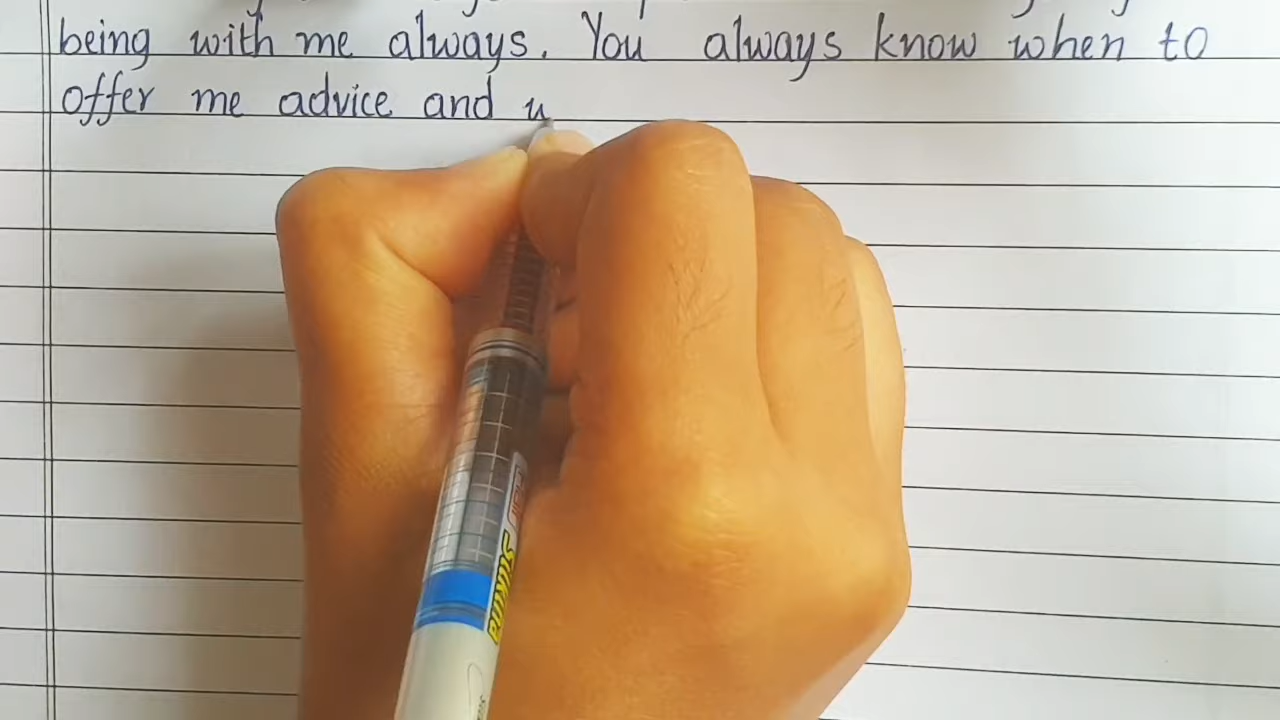 being with me always. You always know when to
offer me advice and u